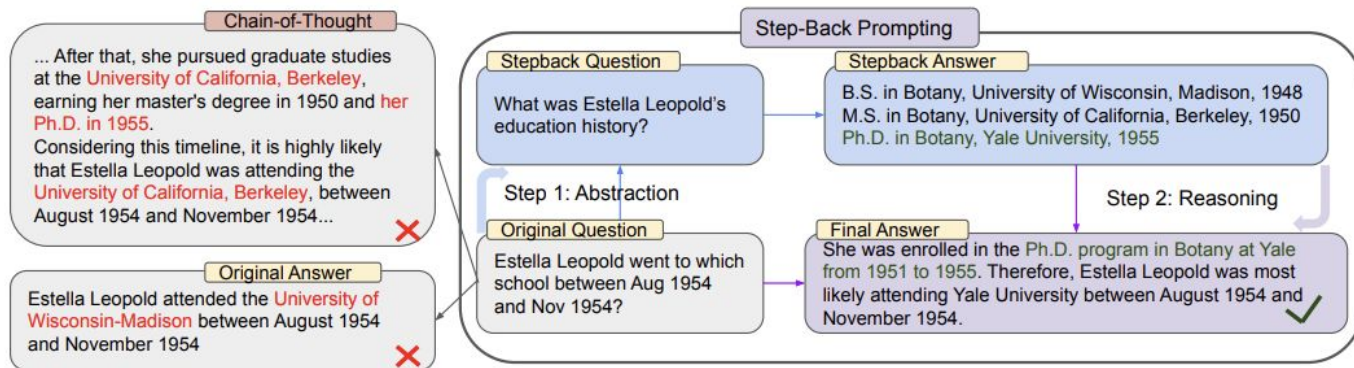 Chain-of-Thought
... After that, she pursued graduate studies
at the University of California, Berkeley,
earning her master's degree in 1950 and her
Ph.D. in 1955.
Considering this timeline, it is highly likely
that Estella Leopold was attending the
University of California, Berkeley, between
August 1954 and November 1954...
Original Answer
Estella Leopold attended the University of
Wisconsin-Madison between August 1954
and November 1954
Step-Back Prompting
Stepback Question
What was Estella Leopold's
education history?
Stepback Answer
B.S. in Botany, University of Wisconsin, Madison, 1948
M.S. in Botany, University of California, Berkeley, 1950
Ph.D. in Botany, Yale University, 1955
Step 1: Abstraction
Step 2: Reasoning
Original Question
Estella Leopold went to which
school between Aug 1954
and Nov 1954?
Final Answer
She was enrolled in the Ph.D. program in Botany at Yale
from 1951 to 1955. Therefore, Estella Leopold was most
likely attending Yale University between August 1954 and
November 1954.